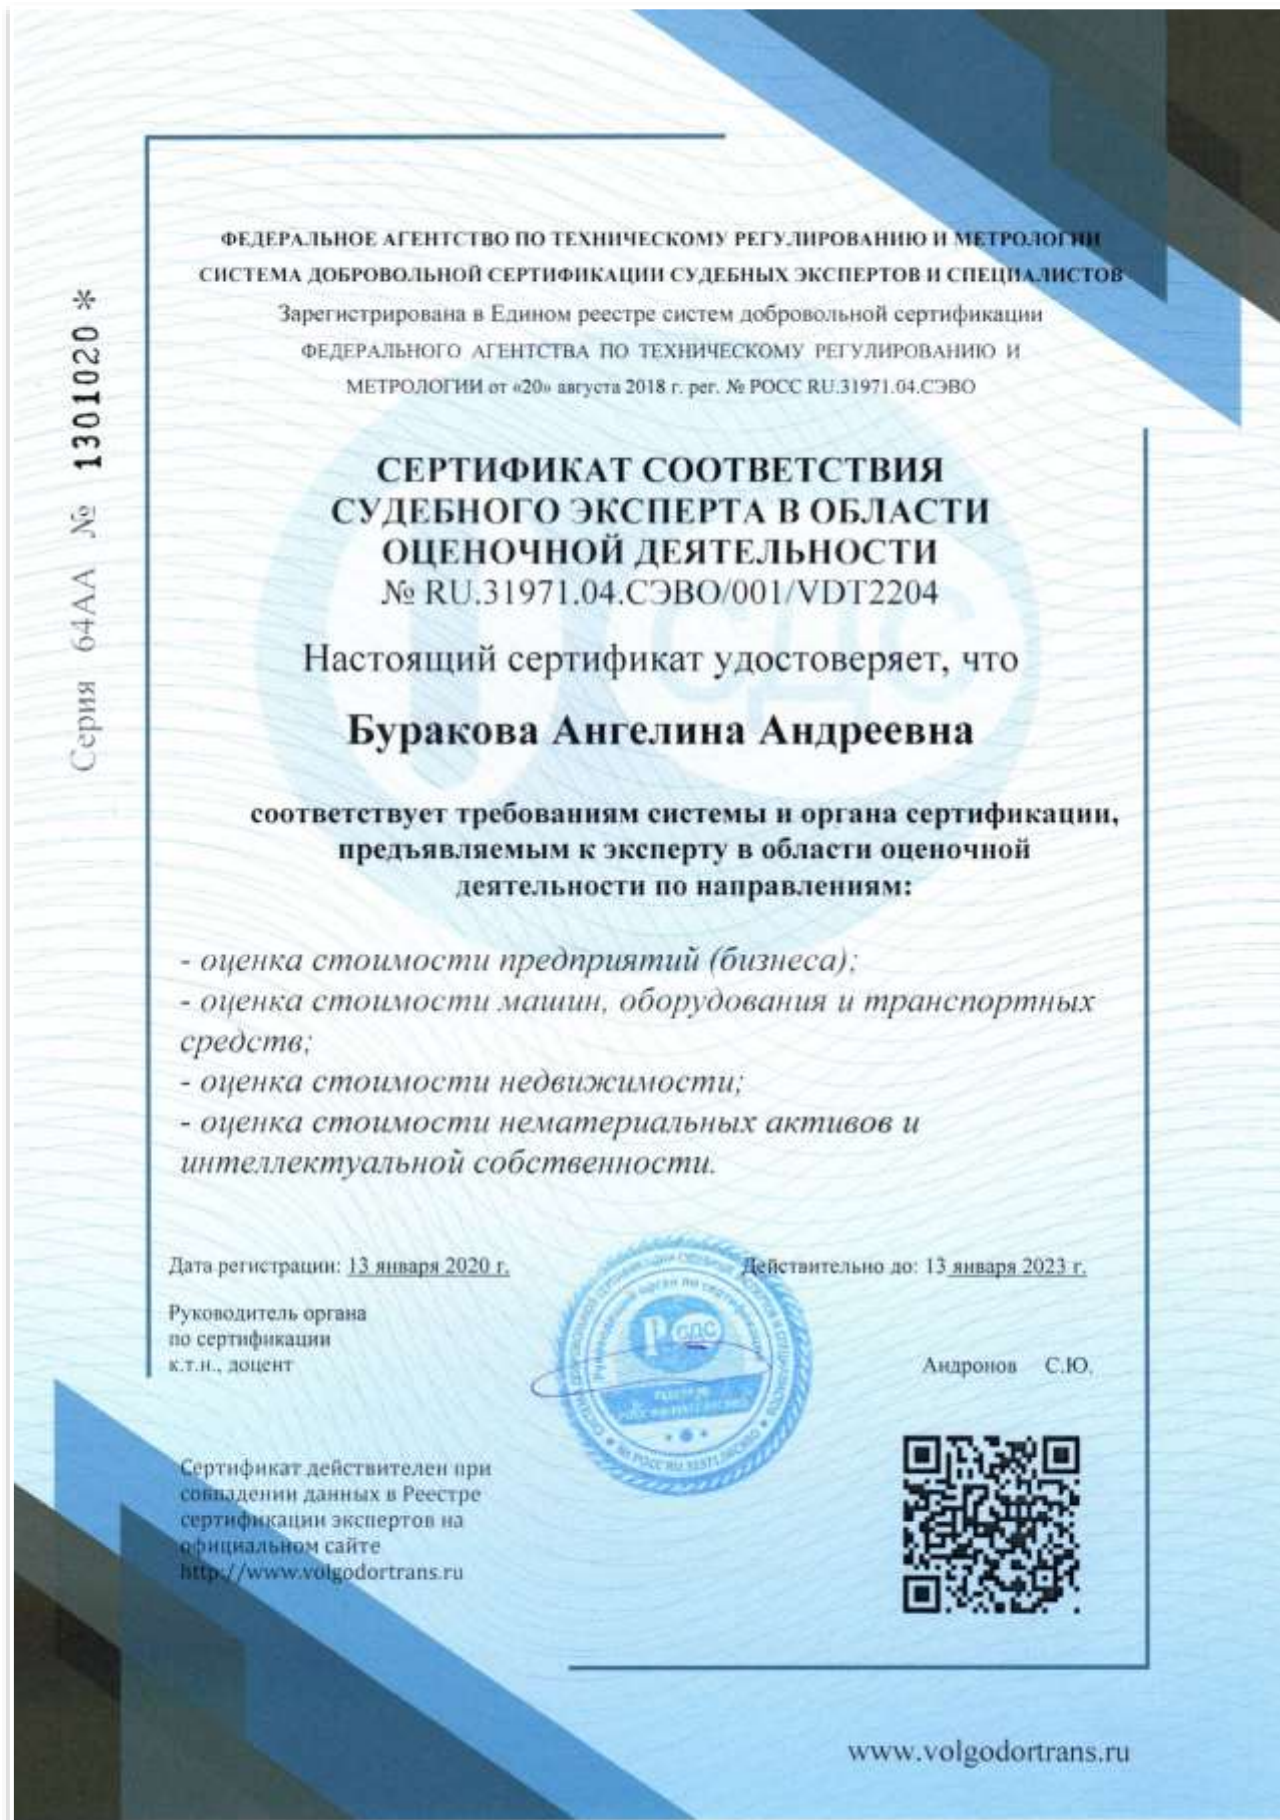 ФЕДЕРАЛЬНОЕ АГЕНТСТВО ПО ТЕХНИЧЕСКОМУ РЕГУЛИРОВАНИЮ И МЕТРОЛОГИИ
СИСТЕМА ДОБРОВОЛЬНОЙ СЕРТИФИКАЦИИ СУДЕБНЫХ ЭКСПЕРТОВ И СПЕЦИАЛИСТОВ
Зарегистрирована в Едином реестре систем добровольной сертификации
ФЕДЕРАЛЬНОГО АГЕНТСТВА ПО ТЕХНИЧЕСКОМУ РЕГУЛИРОВАНИЮ И
МЕТРОЛОГИИ от «20» августа 2018 г. рег. № РОСС RU.31971.04.СЭВО
Серия 64АА № 1301020 *
СЕРТИФИКАТ СООТВЕТСТВИЯ
СУДЕБНОГО ЭКСПЕРТА В ОБЛАСТИ
ОЦЕНОЧНОЙ ДЕЯТЕЛЬНОСТИ
№ RU.31971.04.СЭВО/001/VDT2204
Настоящий сертификат удостоверяет, что
Буракова Ангелина Андреевна
соответствует требованиям системы и органа сертификации,
предъявляемым к эксперту в области оценочной
деятельности по направлениям:
- оценка стоимости предприятий (бизнеса);
- оценка стоимости машин, оборудования и транспортных
средств;
- оценка стоимости недвижимости;
- оценка стоимости нематериальных активов и
интеллектуальной собственности.
Дата регистрации: 13 января 2020 г.
Действительно до: 13 января 2023 г.
Руководитель органа
по сертификации
к.т.н., доцент
Андронов С.Ю.
СДС
Сертификат действителен при
совпадении данных в Реестре
сертификации экспертов на
официальном сайте
http://www.volgodortrans.ru
www.volgodortrans.ru